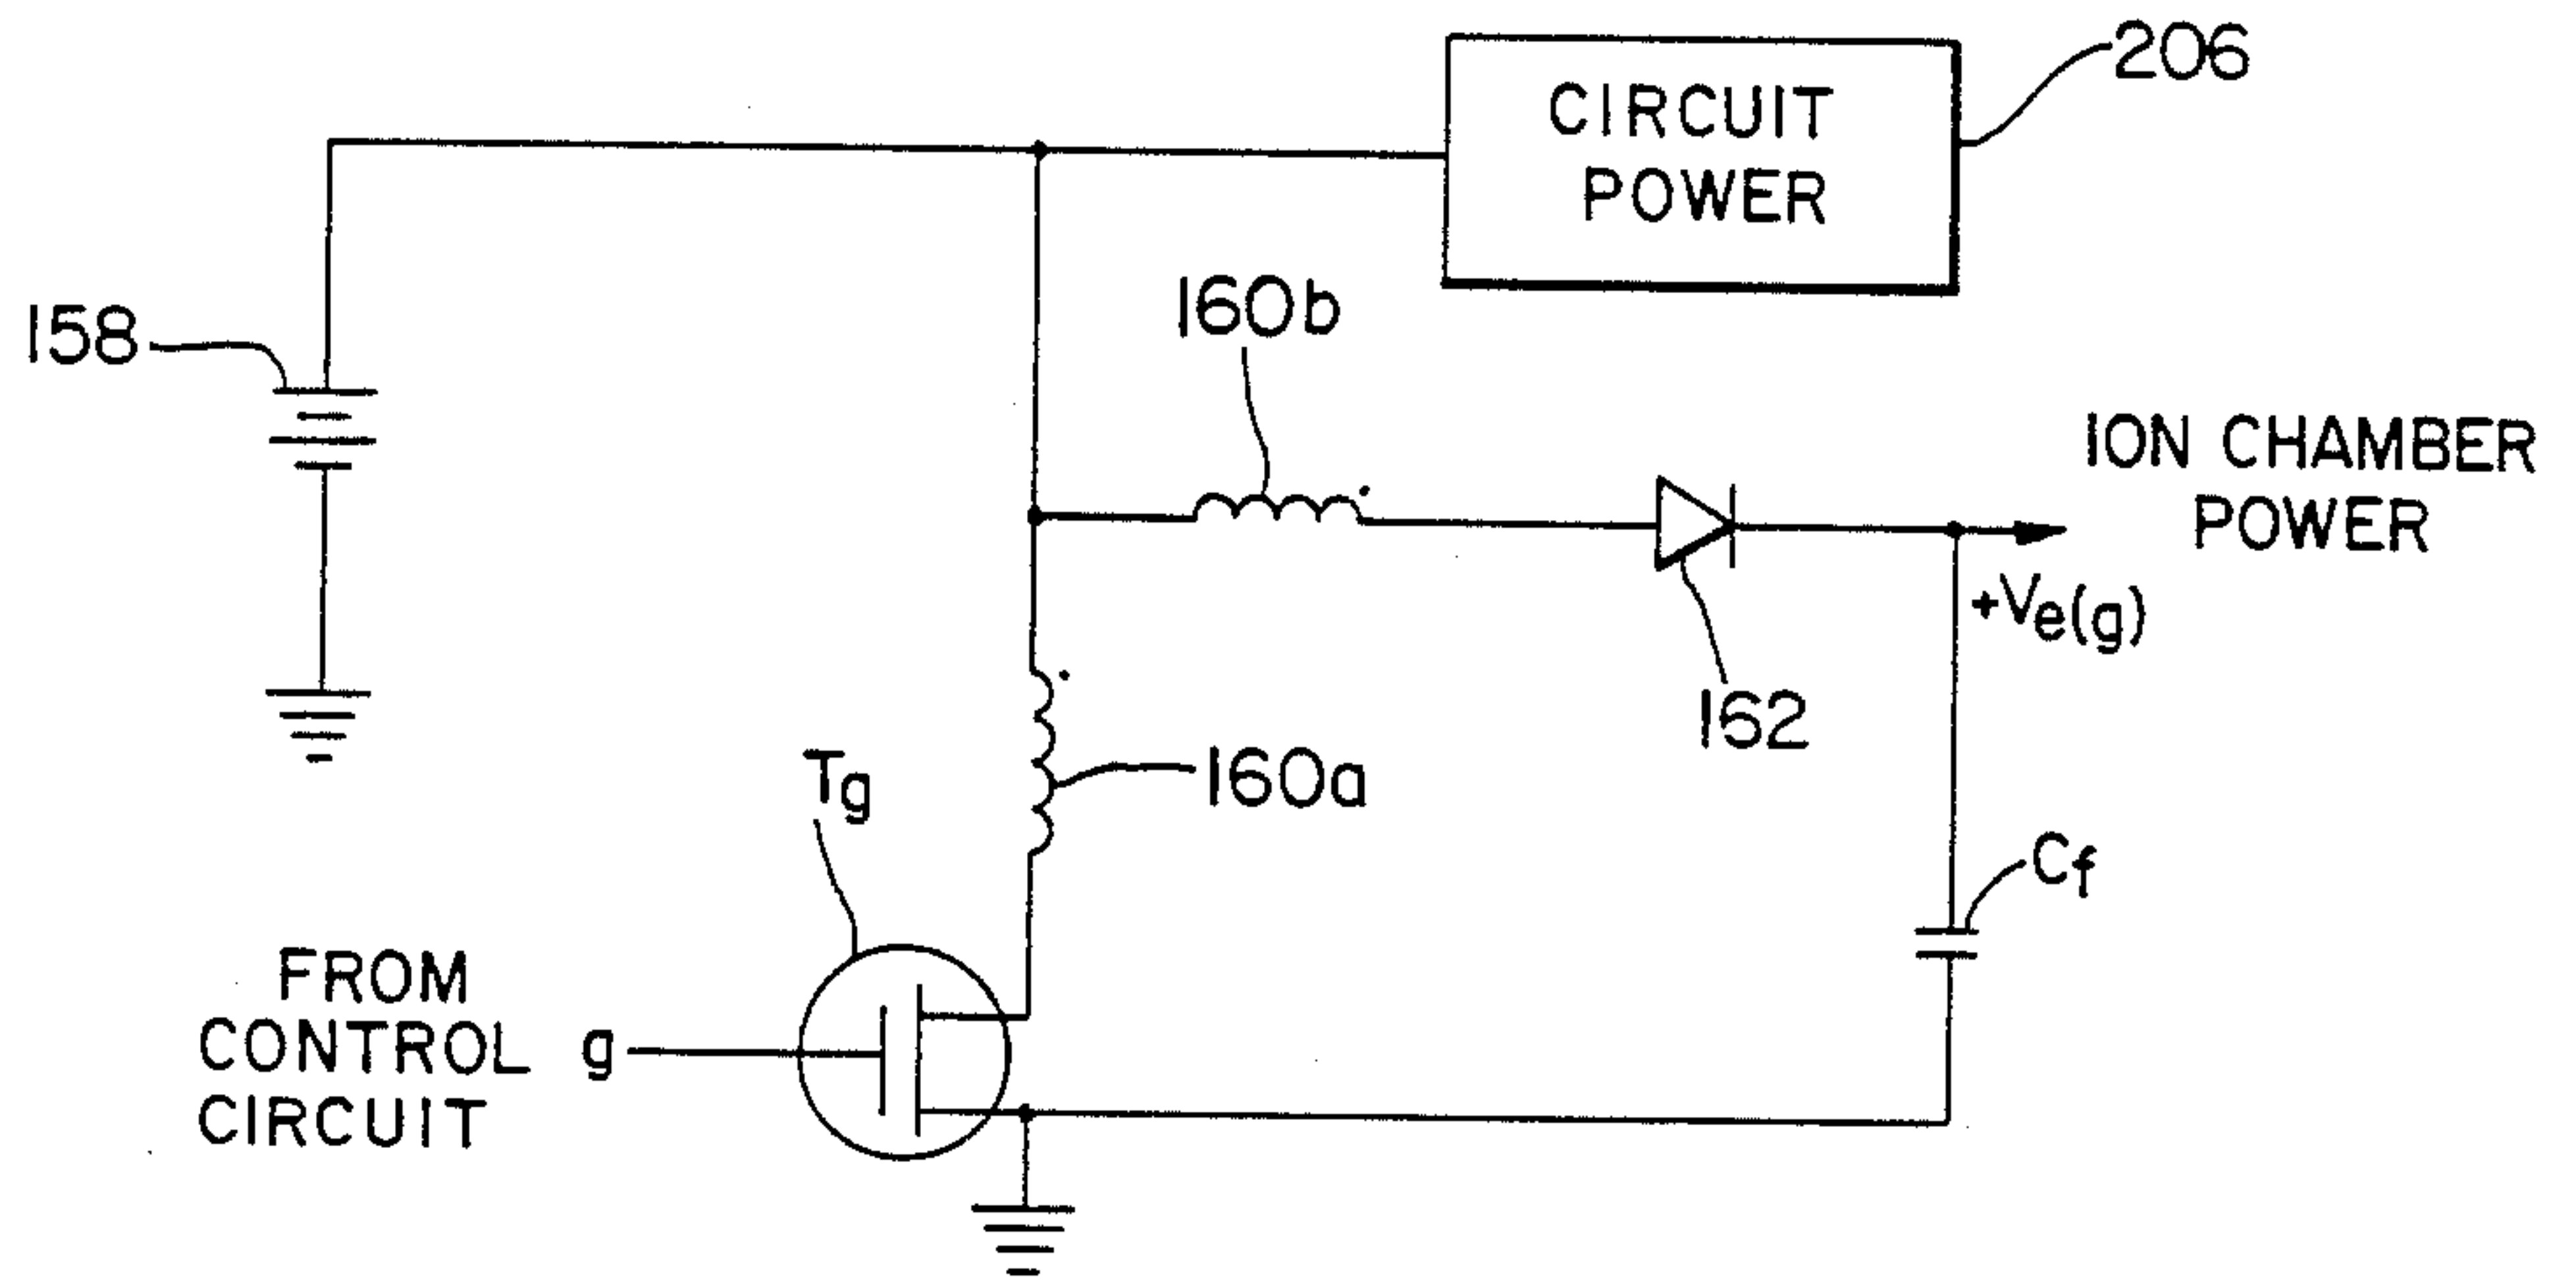 206
CIRCUIT
POWER
158
160b
ION CHAMBER
POWER
+Ve(g)
162
Tg
160a
Cf
FROM
CONTROL g
CIRCUIT